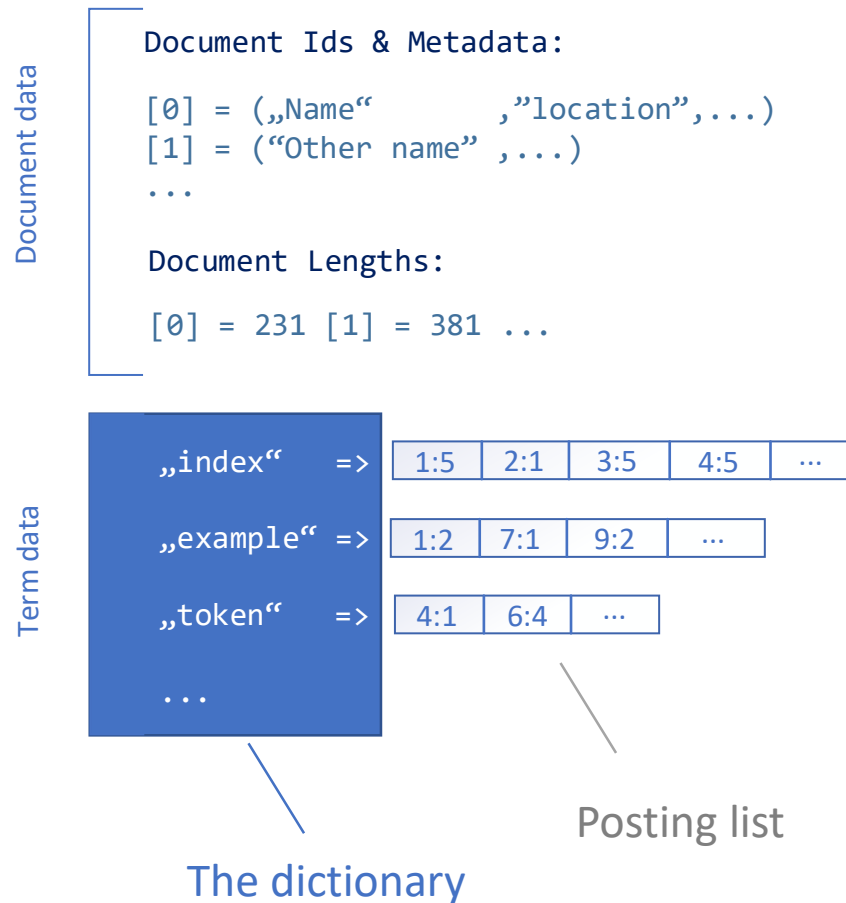 Document data
Document Ids & Metadata:
[0] = („Name“ ,”location”,...)
[1] = (“Other name” ,...)
...
Document Lengths:
[0] = 231 [1] = 381 ...
Term data
„index“ => 1:5 2:1 3:5 4:5 ...
„example“ => 1:2 7:1 9:2 ...
„token“ => 4:1 6:4 ...
...
Posting list
The dictionary